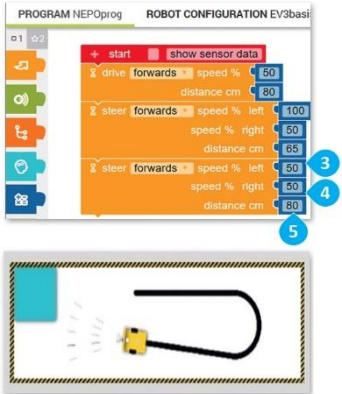 PROGRAM NEPOprog ROBOT CONFIGURATION EV3basi
1 2
+ start show sensor data
drive forwards speed % 50
distance cm 80
steer forwards speed % left 100
speed % right 50
distance cm 65
steer forwards speed % left 50
3
speed % right 50
4
distance cm 80
5